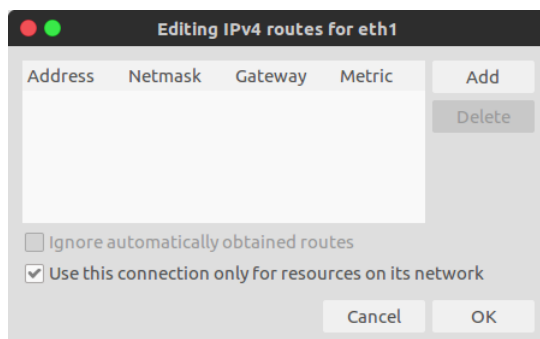 Editing IPv4 routes for eth1
Address Netmask Gateway Metric Add
Delete
Ignore automatically obtained routes
Use this connection only for resources on its network
Cancel OK